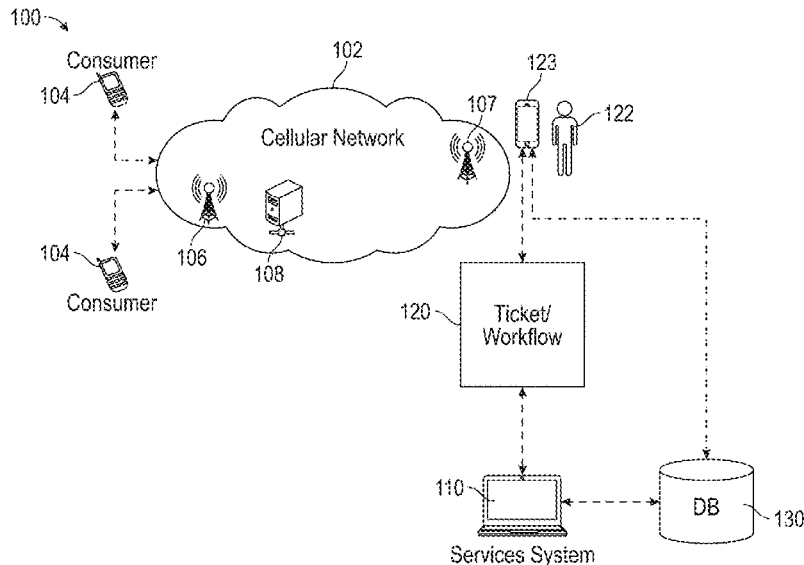 100
Consumer
104
102
Cellular Network
107
123
122
106
108
104
Consumer
120
Ticket/
Workflow
110
Services System
DB
130